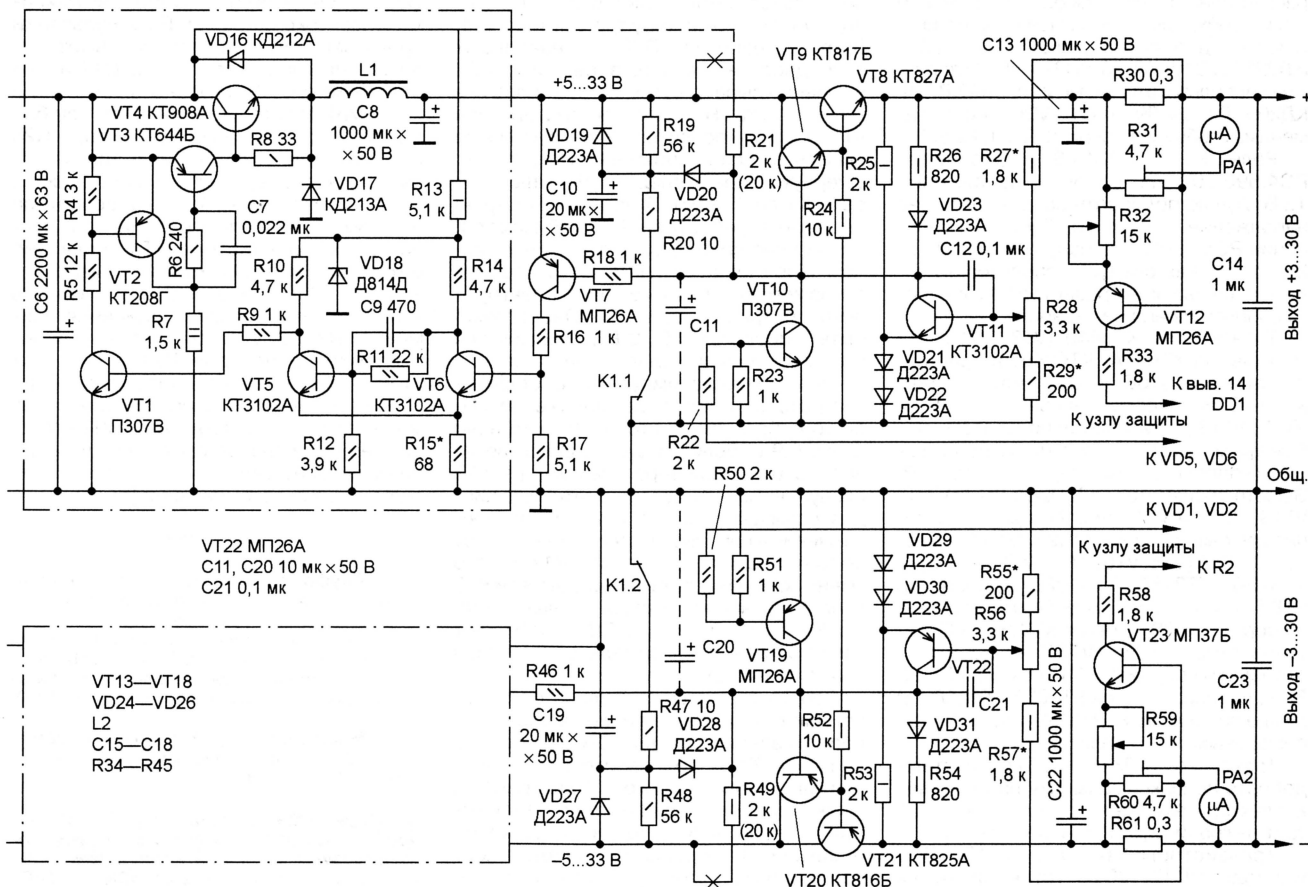 VD16 КД212А
L1
VT4 КТ908А
VT3 КТ644Б
R8 33
C8
1000 мк ×
× 50 В
VD17
КД213А
R4 3 к
R5 12 к
C6 2200 мк × 63 В
VT2
КТ208Г
R6 240
C7
0,022 мк
R7
1,5 к
R9 1 к
R10
4,7 к
VD18
Д814Д
C9 470
R11 22 к
R13
5,1 к
R14
4,7 к
VT1
П307В
VT5
КТ3102А
VT6
КТ3102А
R12
3,9 к
R15*
68
+5...33 В
VD19
Д223А
C10
20 мк ×
× 50 В
R19
56 к
VD20
Д223А
R20 10
R21
2 к
(20 к)
VT7
МП26А
R18 1 к
R16
1 к
R17
5,1 к
К1.1
C11
R22
2 к
R23
1 к
VT10
П307В
VT9 КТ817Б
VT8 КТ827А
R24
10 к
R25
2 к
R26
820
VD23
Д223А
C12 0,1 мк
VT11
КТ3102А
VD21
Д223А
VD22
Д223А
C13 1000 мк × 50 В
R27*
1,8 к
R28
3,3 к
R29*
200
R30 0,3
R31
4,7 к
µA
PA1
R32
15 к
VT12
МП26А
R33
1,8 к
К выв. 14
DD1
К узлу защиты
К VD5, VD6
C14
1 мк
+
Выход +3...30 В
Общ.
VT22 МП26А
C11, C20 10 мк × 50 В
C21 0,1 мк
VT13—VT18
VD24—VD26
L2
C15—C18
R34—R45
К1.2
R50 2 к
R51
1 к
C20
VT19
МП26А
R46 1 к
C19
20 мк ×
× 50 В
R47 10
VD28
Д223А
VD27
Д223А
R48
56 к
R49
2 к
(20 к)
–5...33 В
R52
10 к
R53
2 к
VT20 КТ816Б
VT21 КТ825А
VD29
Д223А
VD30
Д223А
VT22
C21
VD31
Д223А
R54
820
R55*
200
R56
3,3 к
R57*
1,8 к
C22 1000 мк × 50 В
К VD1, VD2
К узлу защиты
К R2
R58
1,8 к
VT23 МП37Б
R59
15 к
R60 4,7 к
R61 0,3
PA2
µA
C23
1 мк
Выход –3...30 В
–